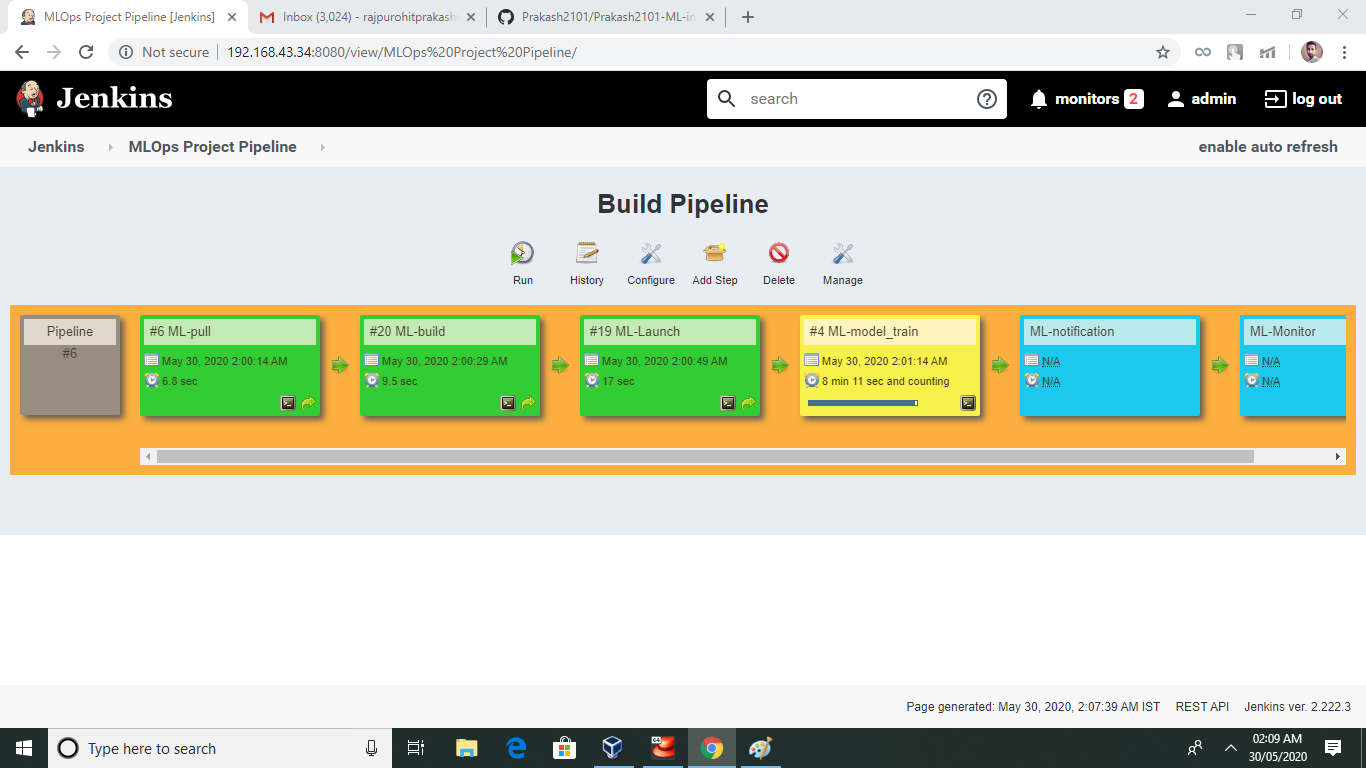 MLOps Project Pipeline [Jenkins]
Inbox (3,024) - rajpurohitprakash
Prakash2101/Prakash2101-ML-in
Not secure
192.168.43.34:8080/view/MLOps%20Project%20Pipeline/
Jenkins
search
monitors 2
admin
log out
Jenkins
MLOps Project Pipeline
enable auto refresh
Build Pipeline
Run
History
Configure
Add Step
Delete
Manage
Pipeline
#6
#6 ML-pull
May 30, 2020 2:00:14 AM
6.8 sec
#20 ML-build
May 30, 2020 2:00:29 AM
9.5 sec
#19 ML-Launch
May 30, 2020 2:00:49 AM
17 sec
#4 ML-model_train
May 30, 2020 2:01:14 AM
8 min 11 sec and counting
ML-notification
N/A
N/A
ML-Monitor
N/A
N/A
Page generated: May 30, 2020, 2:07:39 AM IST
REST API
Jenkins ver. 2.222.3
Type here to search
02:09 AM
30/05/2020